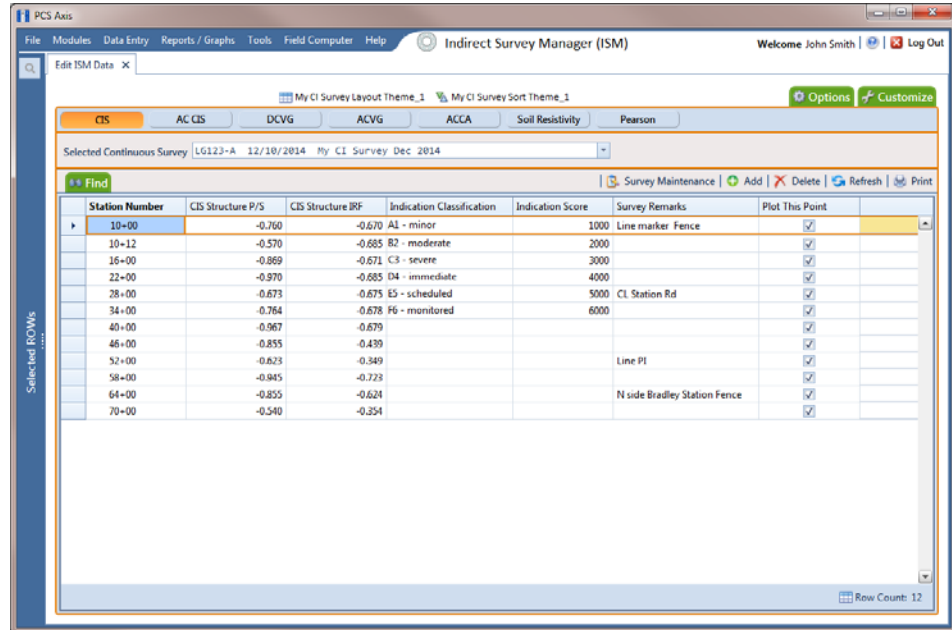 PCS Axis
File Modules Data Entry Reports / Graphs Tools Field Computer Help Indirect Survey Manager (ISM) Welcome John Smith Log Out
Edit ISM Data X
My CI Survey Layout Theme_1 My CI Survey Sort Theme_1 Options Customize
CIS AC CIS DCVG ACVG ACCA Soil Resistivity Pearson
Selected Continuous Survey LG123-A 12/10/2014 My CI Survey Dec 2014
Find Survey Maintenance Add Delete Refresh Print
Station Number CIS Structure P/S CIS Structure IRF Indication Classification Indication Score Survey Remarks Plot This Point
10+00 -0.760 -0.670 A1 - minor 1000 Line marker Fence
10+12 -0.570 -0.685 B2 - moderate 2000
16+00 -0.869 -0.671 C3 - severe 3000
22+00 -0.970 -0.685 D4 - immediate 4000
28+00 -0.673 -0.675 E5 - scheduled 5000 CL Station Rd
34+00 -0.764 -0.678 F6 - monitored 6000
40+00 -0.967 -0.679
46+00 -0.855 -0.439
52+00 -0.623 -0.349 Line PI
58+00 -0.945 -0.723
64+00 -0.855 -0.624 N side Bradley Station Fence
70+00 -0.540 -0.354
Selected ROWs
Row Count: 12